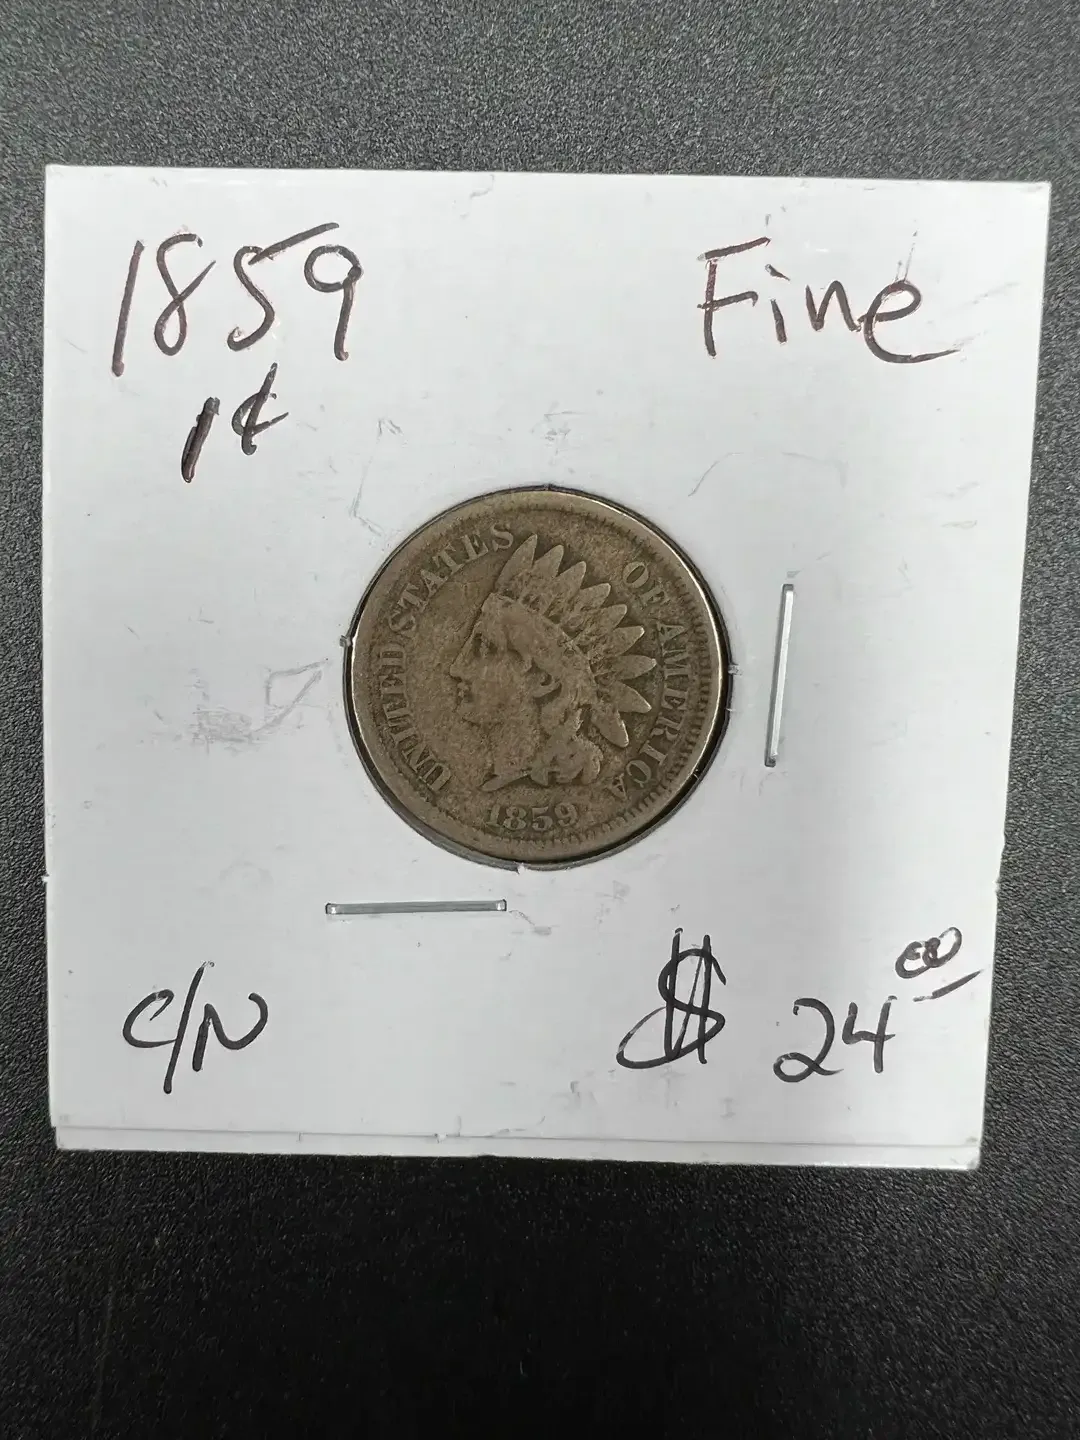 1859
1¢
Fine
UNITED STATES OF AMERICA
1859
C/N
$ 24 00